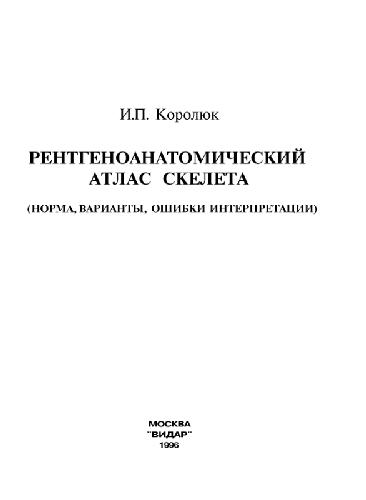 И.П. Королюк
РЕНТГЕНОАНАТОМИЧЕСКИЙ
АТЛАС СКЕЛЕТА
(НОРМА, ВАРИАНТЫ, ОШИБКИ ИНТЕРПРЕТАЦИИ)
МОСКВА
"ВИДАР"
1996